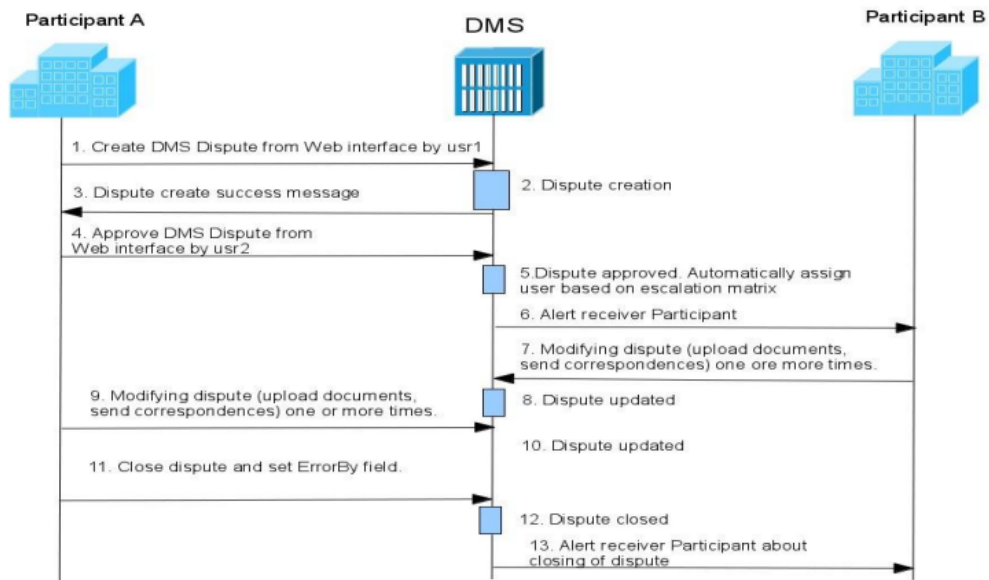 Participant A
DMS
Participant B
1. Create DMS Dispute from Web interface by usr1
2. Dispute creation
3. Dispute create success message
4. Approve DMS Dispute from
Web interface by usr2
5.Dispute approved. Automatically assign
user based on escalation matrix
6. Alert receiver Participant
7. Modifying dispute (upload documents,
send correspondences) one ore more times.
8. Dispute updated
9. Modifying dispute (upload documents,
send correspondences) one or more times.
10. Dispute updated
11. Close dispute and set ErrorBy field.
12. Dispute closed
13. Alert receiver Participant about
closing of dispute